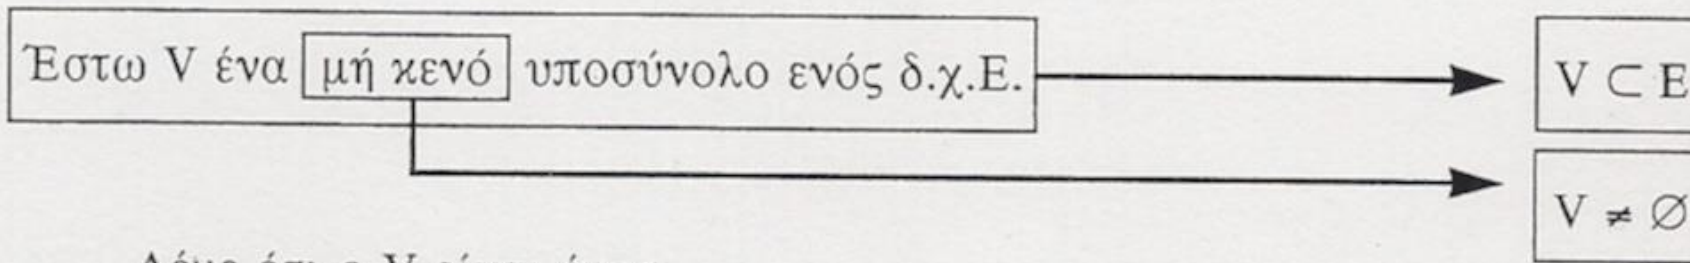 Έστω V ένα μή κενό υποσύνολο ενός δ.χ.Ε.
V ⊂ E
V ≠ ∅